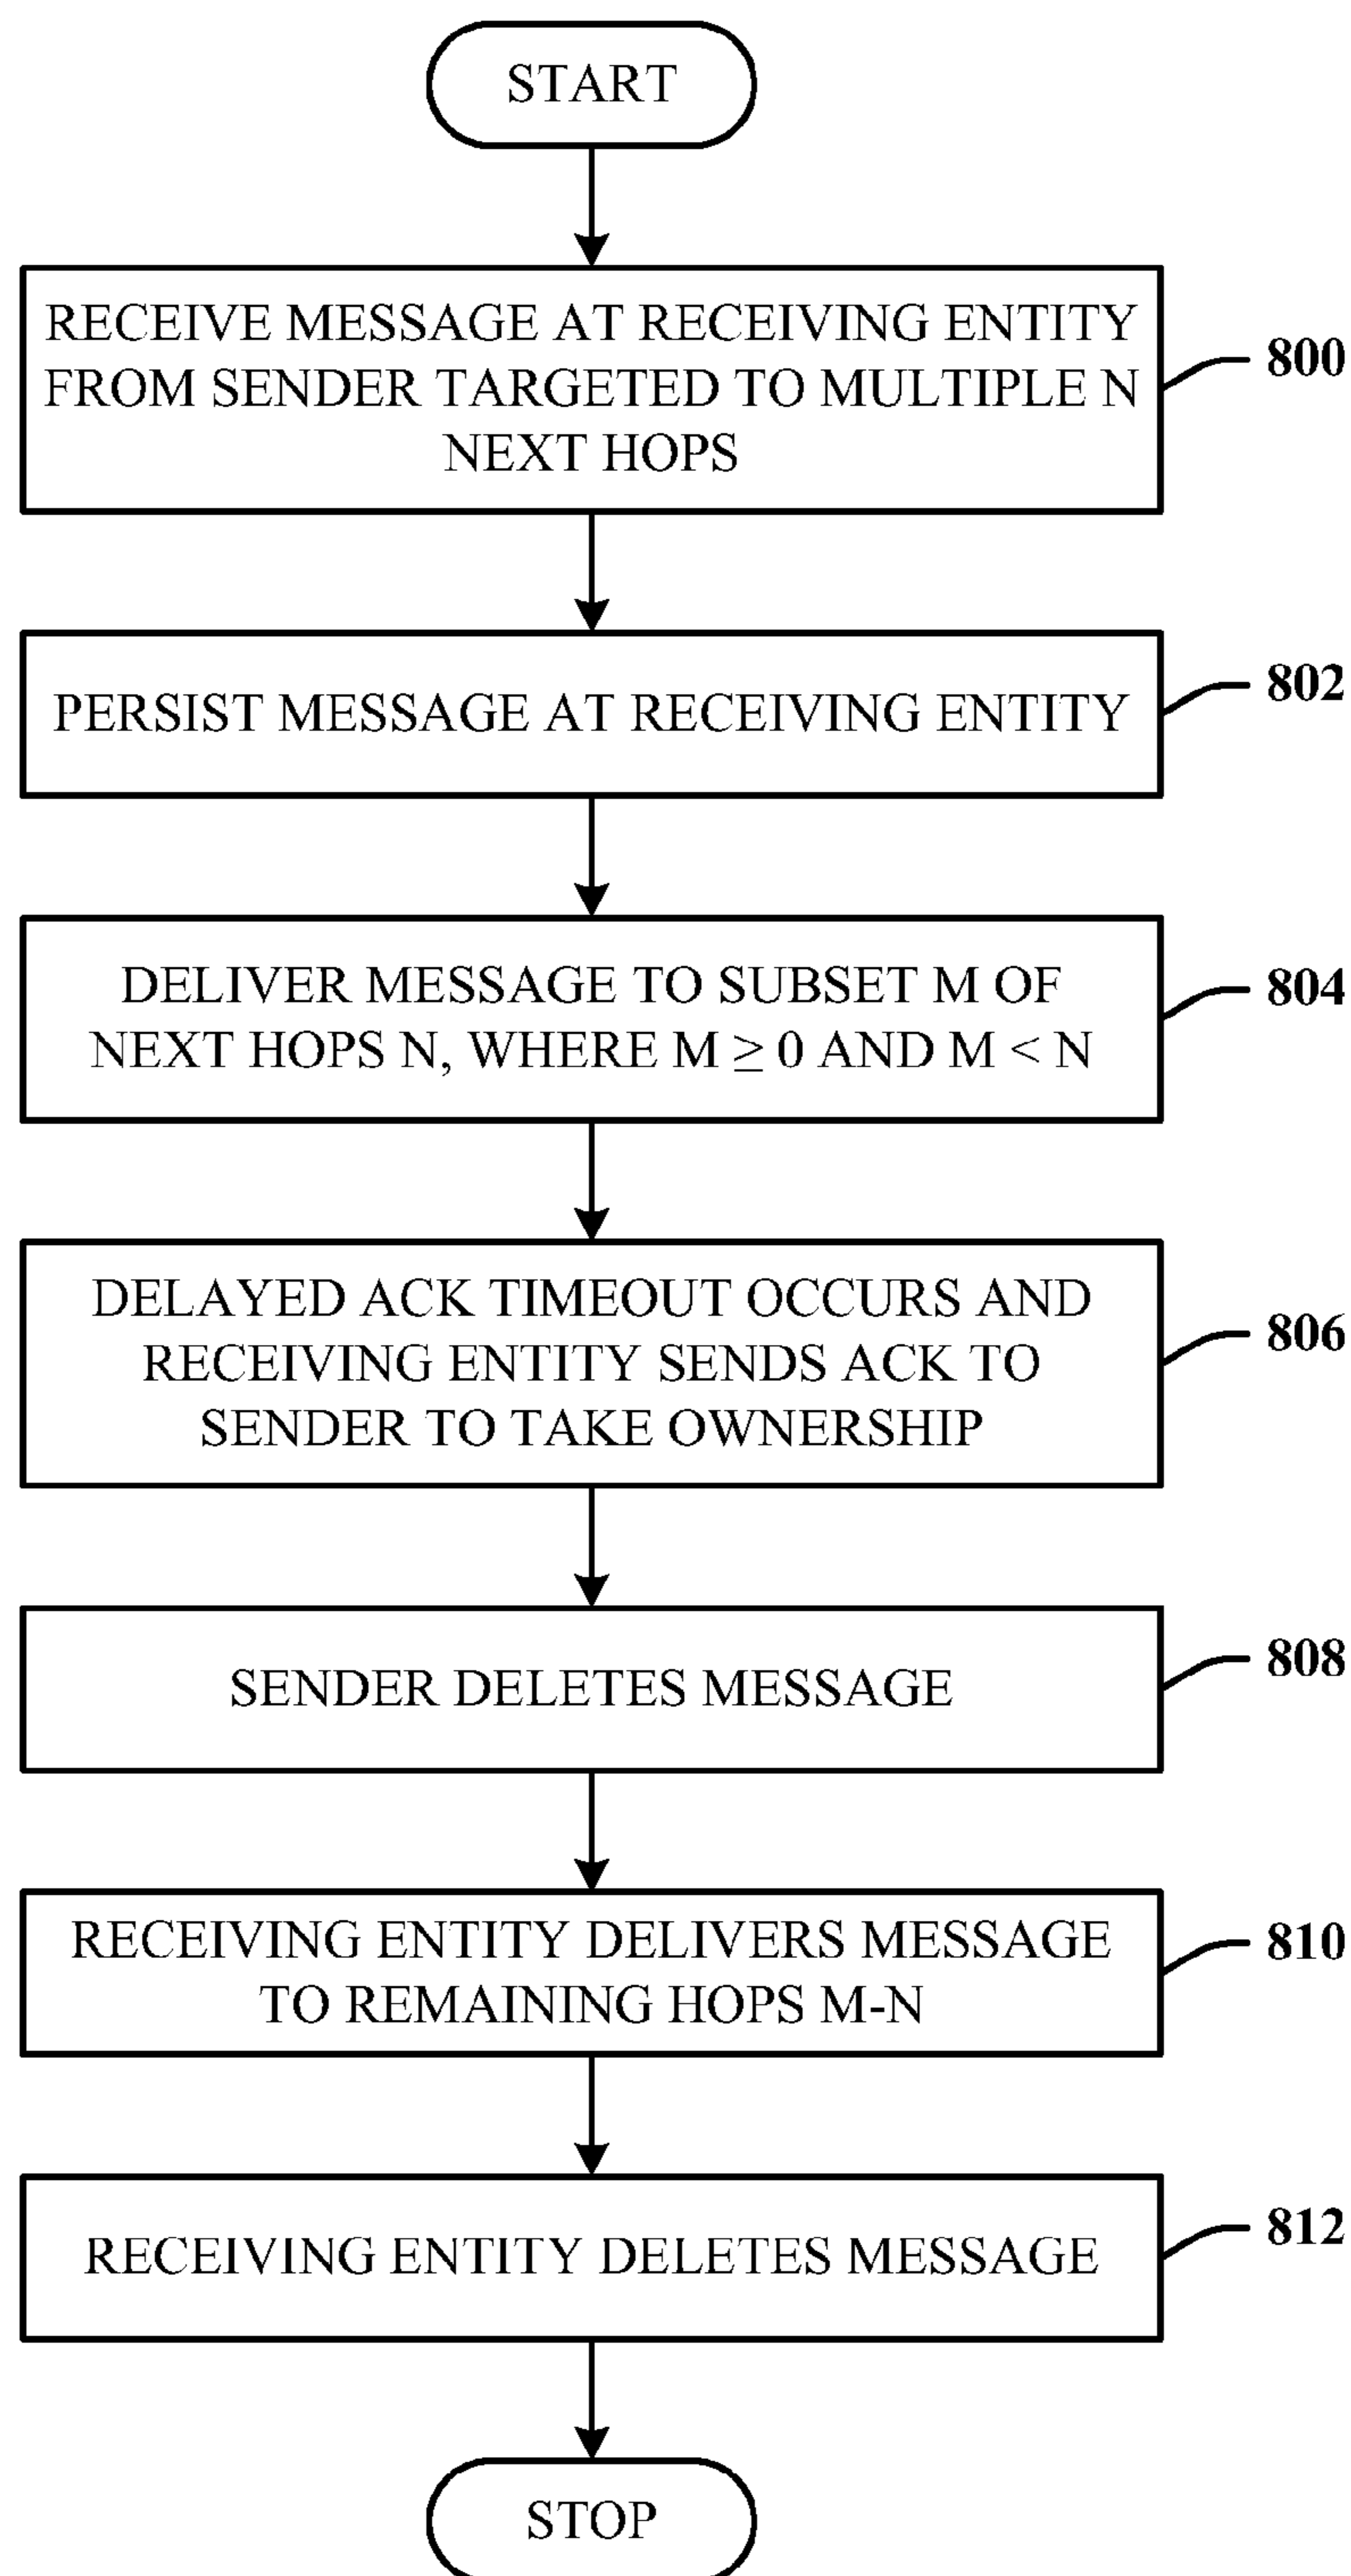 START
RECEIVE MESSAGE AT RECEIVING ENTITY
FROM SENDER TARGETED TO MULTIPLE N
NEXT HOPS
800
PERSIST MESSAGE AT RECEIVING ENTITY
802
DELIVER MESSAGE TO SUBSET M OF
NEXT HOPS N, WHERE M ≥ 0 AND M < N
804
DELAYED ACK TIMEOUT OCCURS AND
RECEIVING ENTITY SENDS ACK TO
SENDER TO TAKE OWNERSHIP
806
SENDER DELETES MESSAGE
808
RECEIVING ENTITY DELIVERS MESSAGE
TO REMAINING HOPS M-N
810
RECEIVING ENTITY DELETES MESSAGE
812
STOP